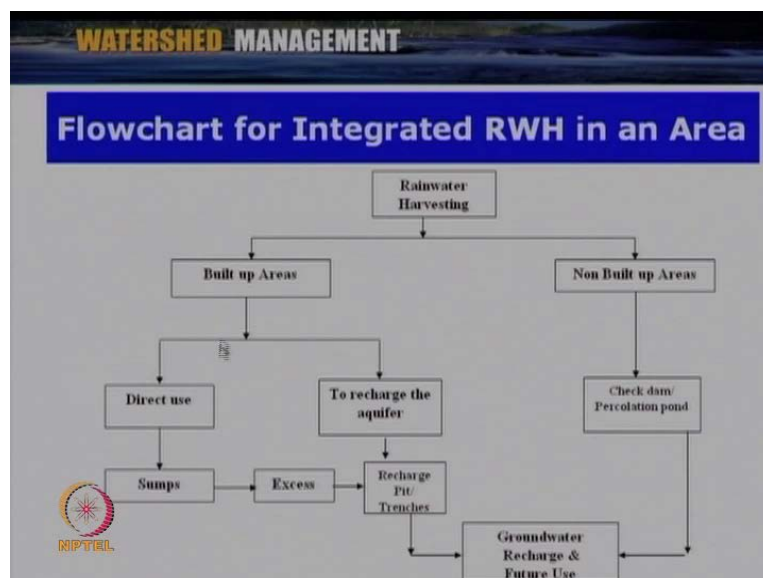 WATERSHED MANAGEMENT
Flowchart for Integrated RWH in an Area
Rainwater
Harvesting
Built up Areas
Non Built up Areas
Direct use
To recharge the
aquifer
Check dam/
Percolation pond
Sumps
Excess
Recharge
Pit/
Trenches
Groundwater
Recharge &
Future Use
NPTEL